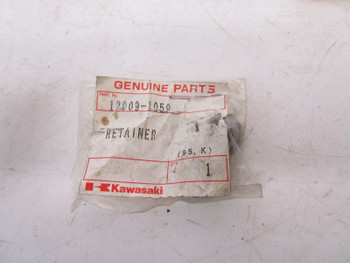 GENUINE PARTS
12009-1059
RETAINER
(95, K)
1
Kawasaki